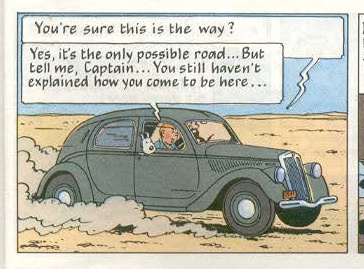 You're sure this is the way?
Yes, it's the only possible road... But
tell me, Captain... You still haven't
explained how you come to be here...